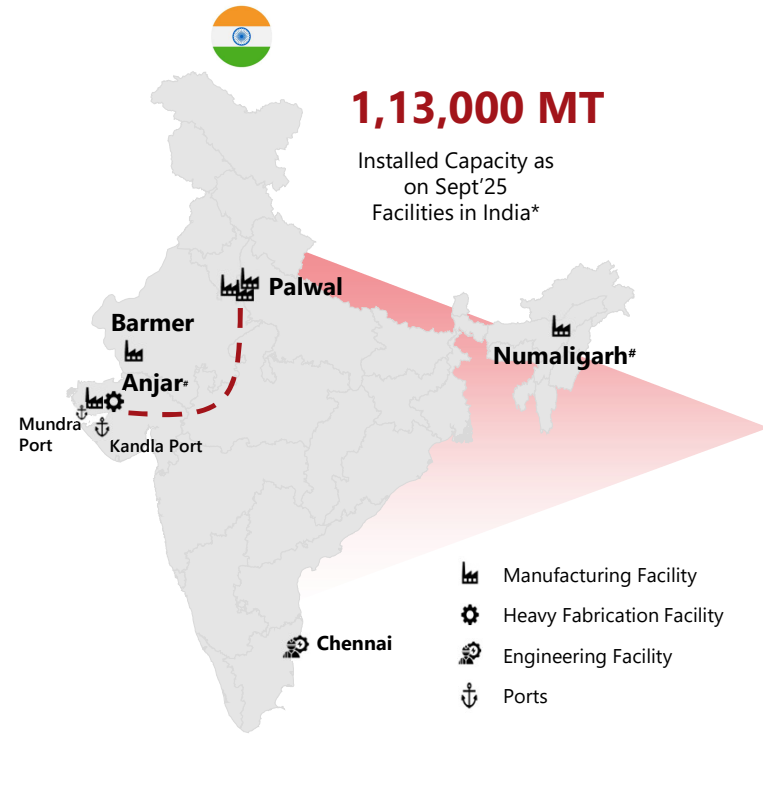 1,13,000 MT
Installed Capacity as
on Sept’25
Facilities in India*
Palwal
Barmer
Numaligarh#
Anjar#
Mundra
Port
Kandla Port
Manufacturing Facility
Heavy Fabrication Facility
Chennai
Engineering Facility
Ports